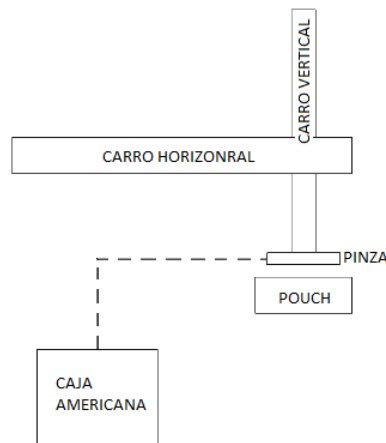 CARRO VERTICAL
CARRO HORIZONRAL
PINZA
POUCH
CAJA
AMERICANA